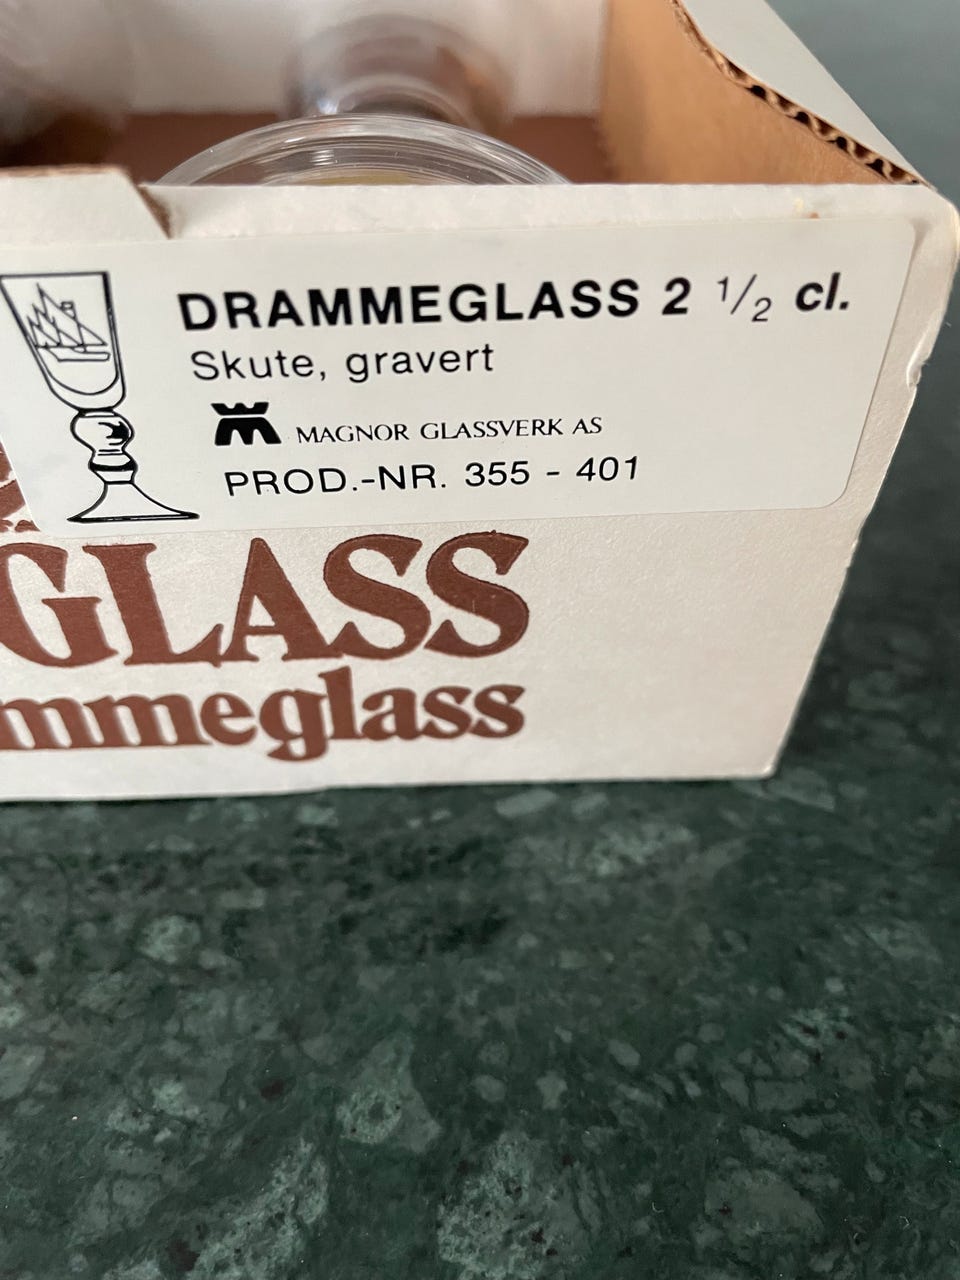 DRAMMEGLASS 2 1/2 cl.
Skute, gravert
MAGNOR GLASSVERK AS
PROD.-NR. 355 - 401
GLASS
mmeglass